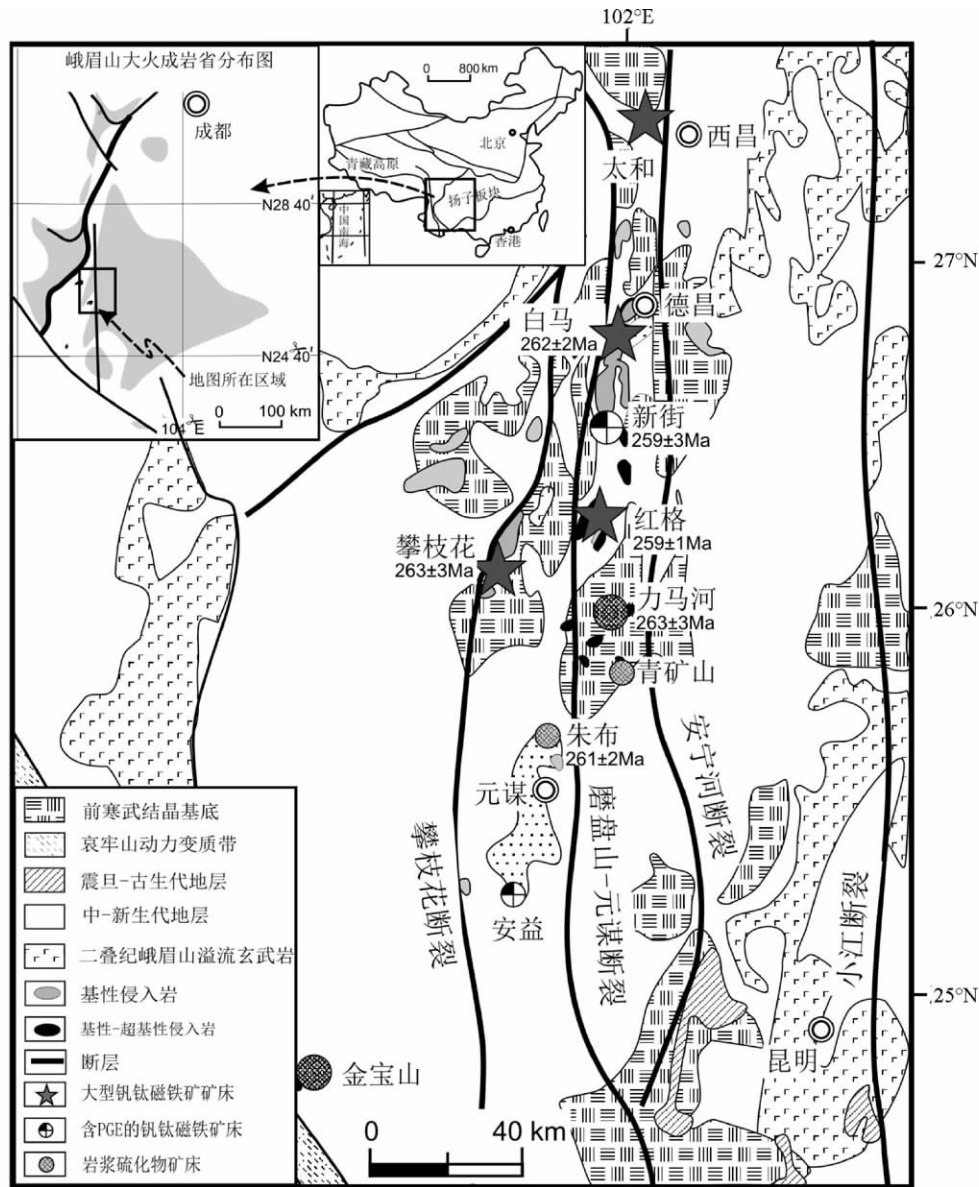 102°E
峨眉山大火成岩省分布图
成都
N28 40′
N24 40′
地图所在区域
0 100 km
104°E
0 800 km
北京
青藏高原
扬子板块
中国南海
香港
西昌
太和
27°N
德昌
白马
262±2Ma
新街
259±3Ma
红格
259±1Ma
攀枝花
263±3Ma
力马河
263±3Ma
26°N
青矿山
朱布
261±2Ma
元谋
安益
攀枝花断裂
磨盘山-元谋断裂
安宁河断裂
小江断裂
25°N
昆明
金宝山
0 40 km
前寒武结晶基底
哀牢山动力变质带
震旦-古生代地层
中-新生代地层
二叠纪峨眉山溢流玄武岩
基性侵入岩
基性-超基性侵入岩
断层
大型钒钛磁铁矿矿床
含PGE的钒钛磁铁矿床
岩浆硫化物矿床